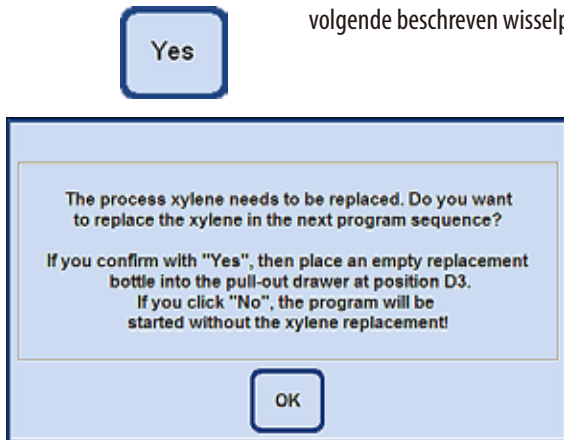 volgende beschreven
Yes
The process xylene needs to be replaced. Do you want
to replace the xylene in the next program sequence?
If you confirm with "Yes", then place an empty replacement
bottle into the pull-out drawer at position D3.
If you click "No", the program will be
started without the xylene replacement!
OK